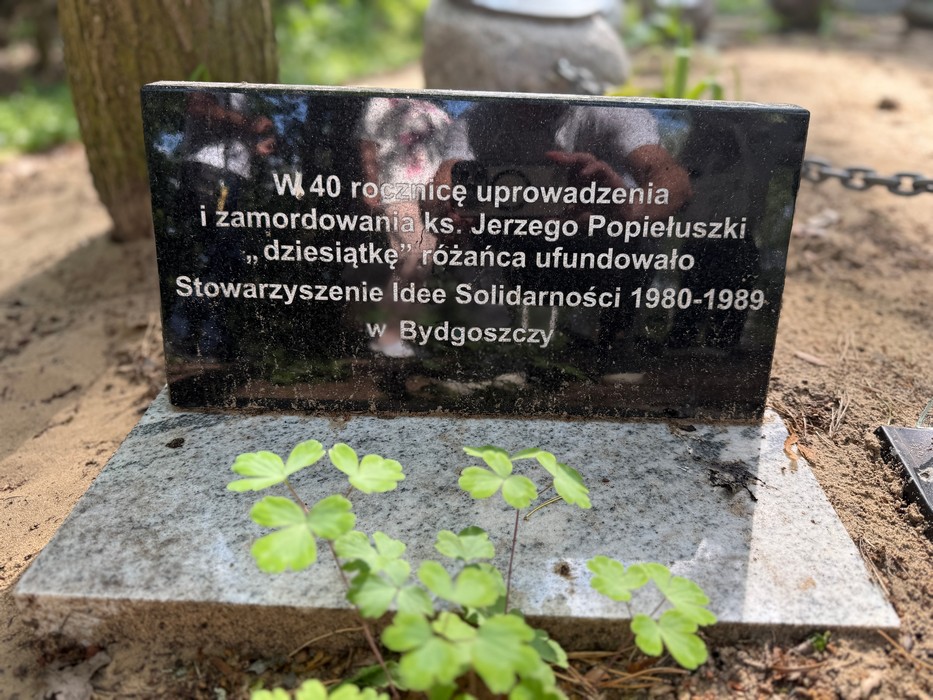 W 40 rocznicę uprowadzenia
i zamordowania ks. Jerzego Popiełuszki
„dziesiątkę” różańca ufundowało
Stowarzyszenie Idee Solidarności 1980-1989
w Bydgoszczy